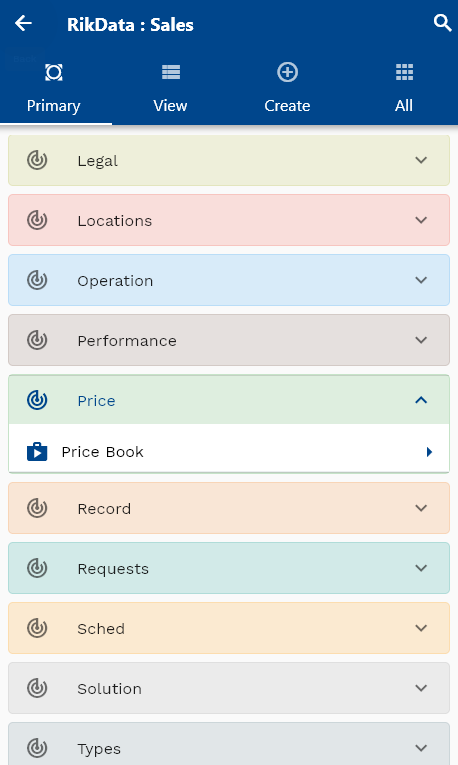 RikData : Sales
Primary View Create All
Legal
Locations
Operation
Performance
Price
Price Book
Record
Requests
Sched
Solution
Types